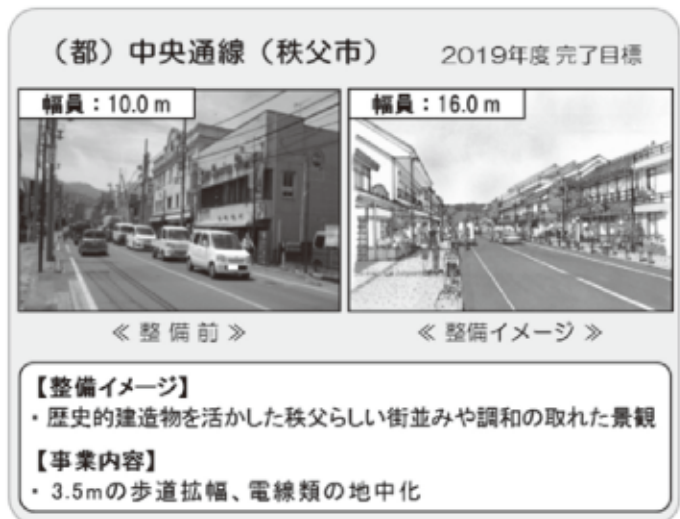 （都）中央通線（秩父市） 2019年度 完了目標
幅員：10.0ｍ
幅員：16.0ｍ
≪ 整 備 前 ≫
≪ 整備イメージ ≫
【整備イメージ】
・歴史的建造物を活かした秩父らしい街並みや調和の取れた景観
【事業内容】
・3.5mの歩道拡幅、電線類の地中化